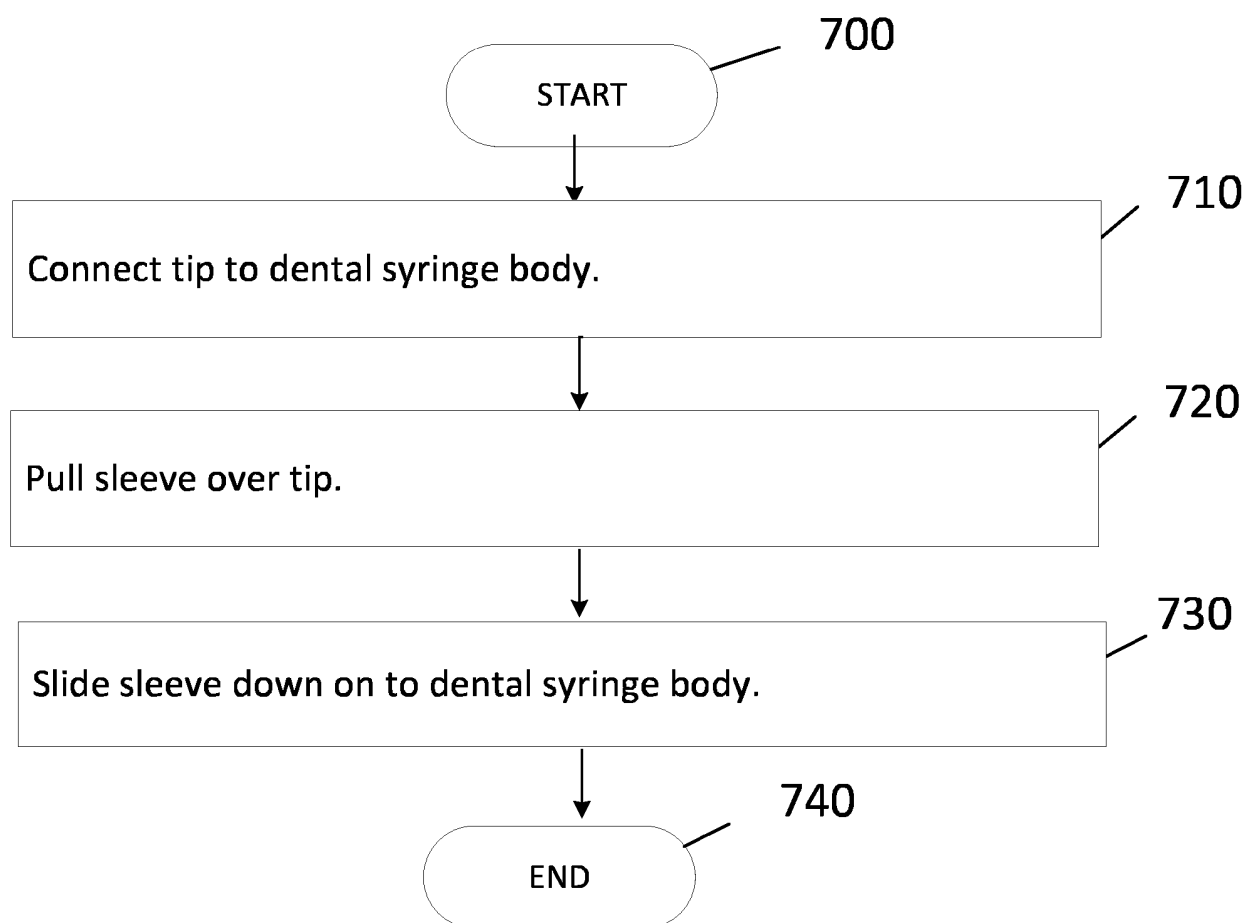 700
START
710
Connect tip to dental syringe body.
720
Pull sleeve over tip.
730
Slide sleeve down on to dental syringe body.
740
END